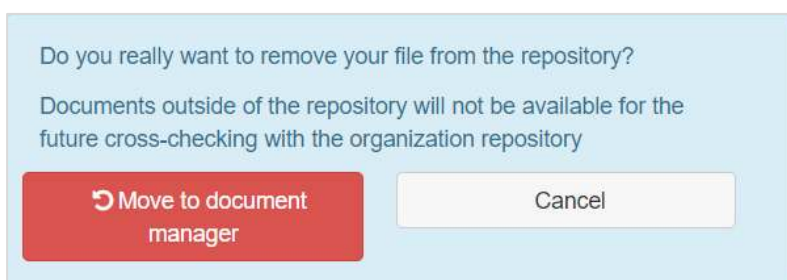 Do you really want to remove your file from the repository?
Documents outside of the repository will not be available for the
future cross-checking with the organization repository
Move to document
manager
Cancel